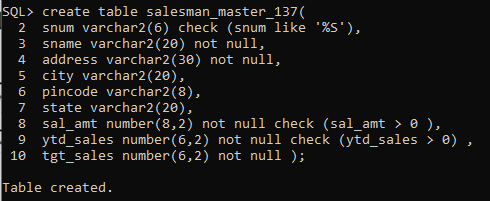 SQL> create table salesman_master_137(
2 snum varchar2(6) check (snum like '%S'),
3 sname varchar2(20) not null,
4 address varchar2(30) not null,
5 city varchar2(20),
6 pincode varchar2(8),
7 state varchar2(20),
8 sal_amt number(8,2) not null check (sal_amt > 0 ),
9 ytd_sales number(6,2) not null check (ytd_sales > 0) ,
10 tgt_sales number(6,2) not null );
Table created.